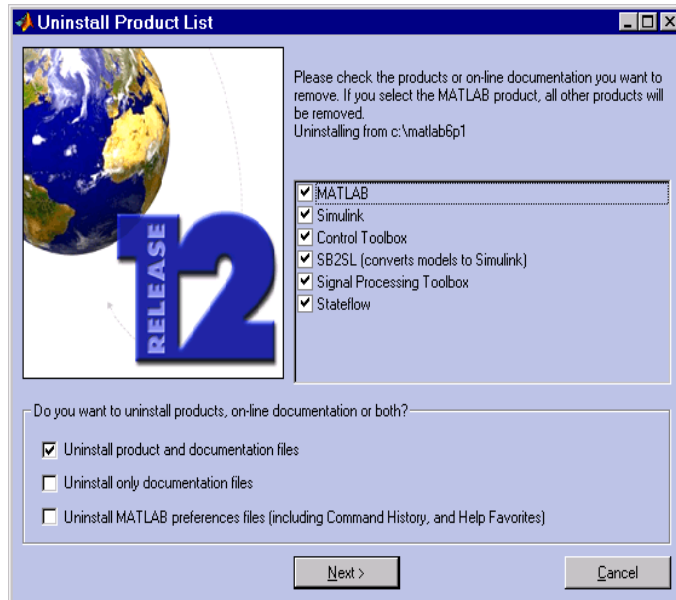 Uninstall Product List
Please check the products or on-line documentation you want to
remove. If you select the MATLAB product, all other products will
be removed.
Uninstalling from c:\matlab6p1
MATLAB
Simulink
Control Toolbox
SB2SL (converts models to Simulink)
Signal Processing Toolbox
Stateflow
RELEASE
12
Do you want to uninstall products, on-line documentation or both?
Uninstall product and documentation files
Uninstall only documentation files
Uninstall MATLAB preferences files (including Command History, and Help Favorites)
Next >
Cancel